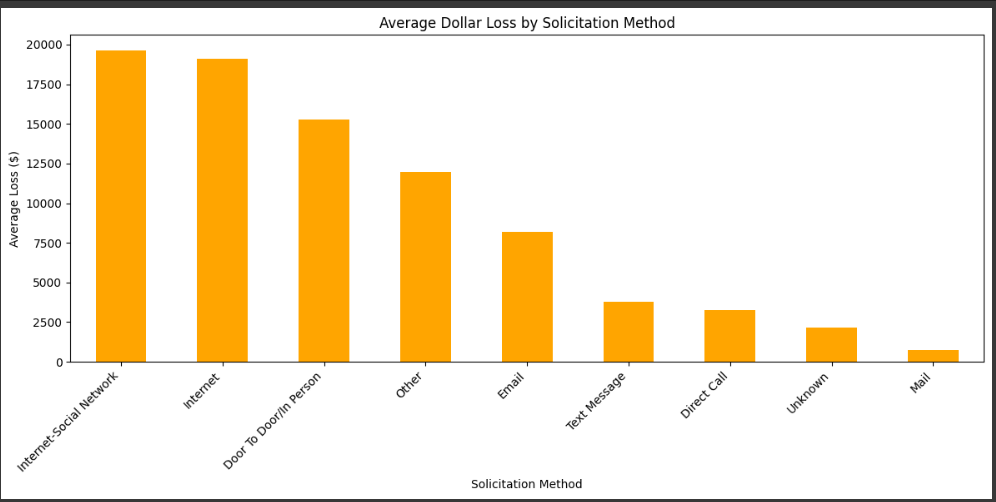 Average Dollar Loss by Solicitation Method
Average Loss ($)
20000
17500
15000
12500
10000
7500
5000
2500
0
Internet-Social Network
Internet
Door To Door/In Person
Other
Email
Text Message
Direct Call
Unknown
Mail
Solicitation Method